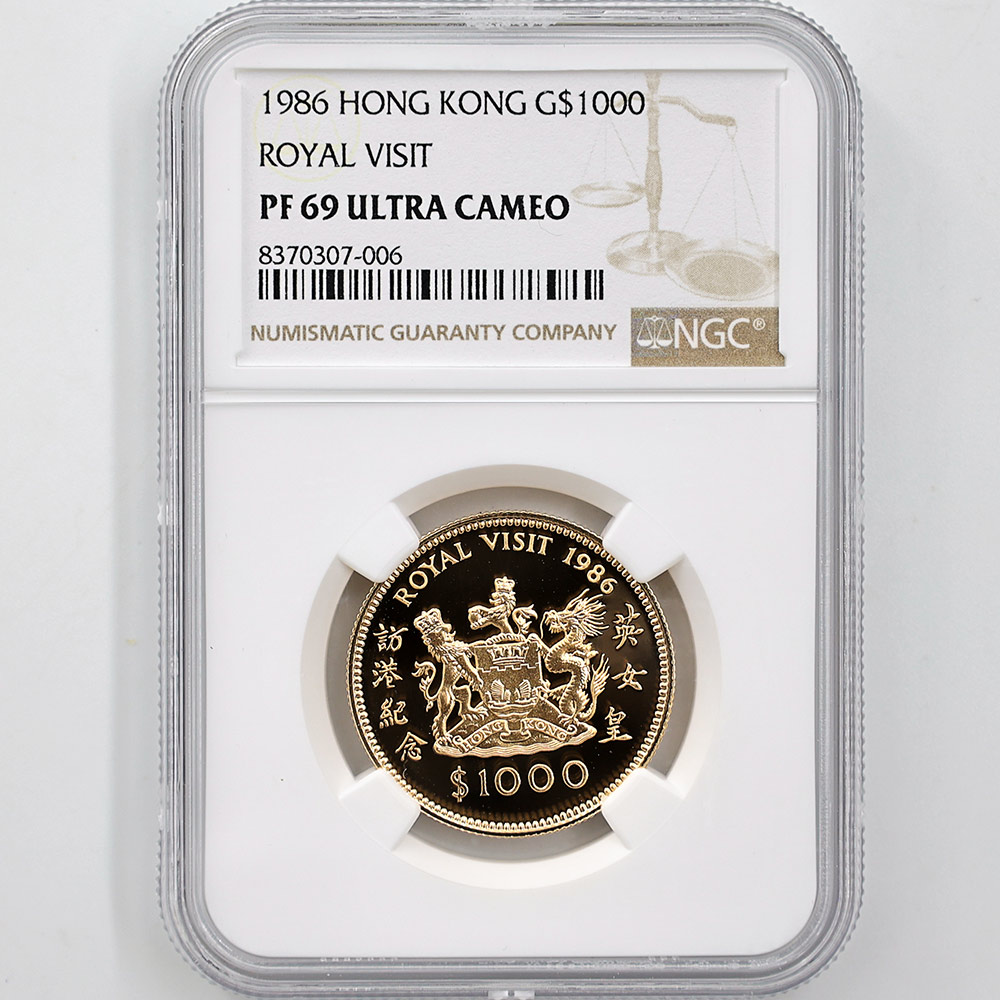 1986 HONG KONG G$1000
ROYAL VISIT
PF 69 ULTRA CAMEO
8370307-006
NUMISMATIC GUARANTY COMPANY
NGC®
ROYAL VISIT 1986
英女皇
訪港紀念
HONG KONG
$1000